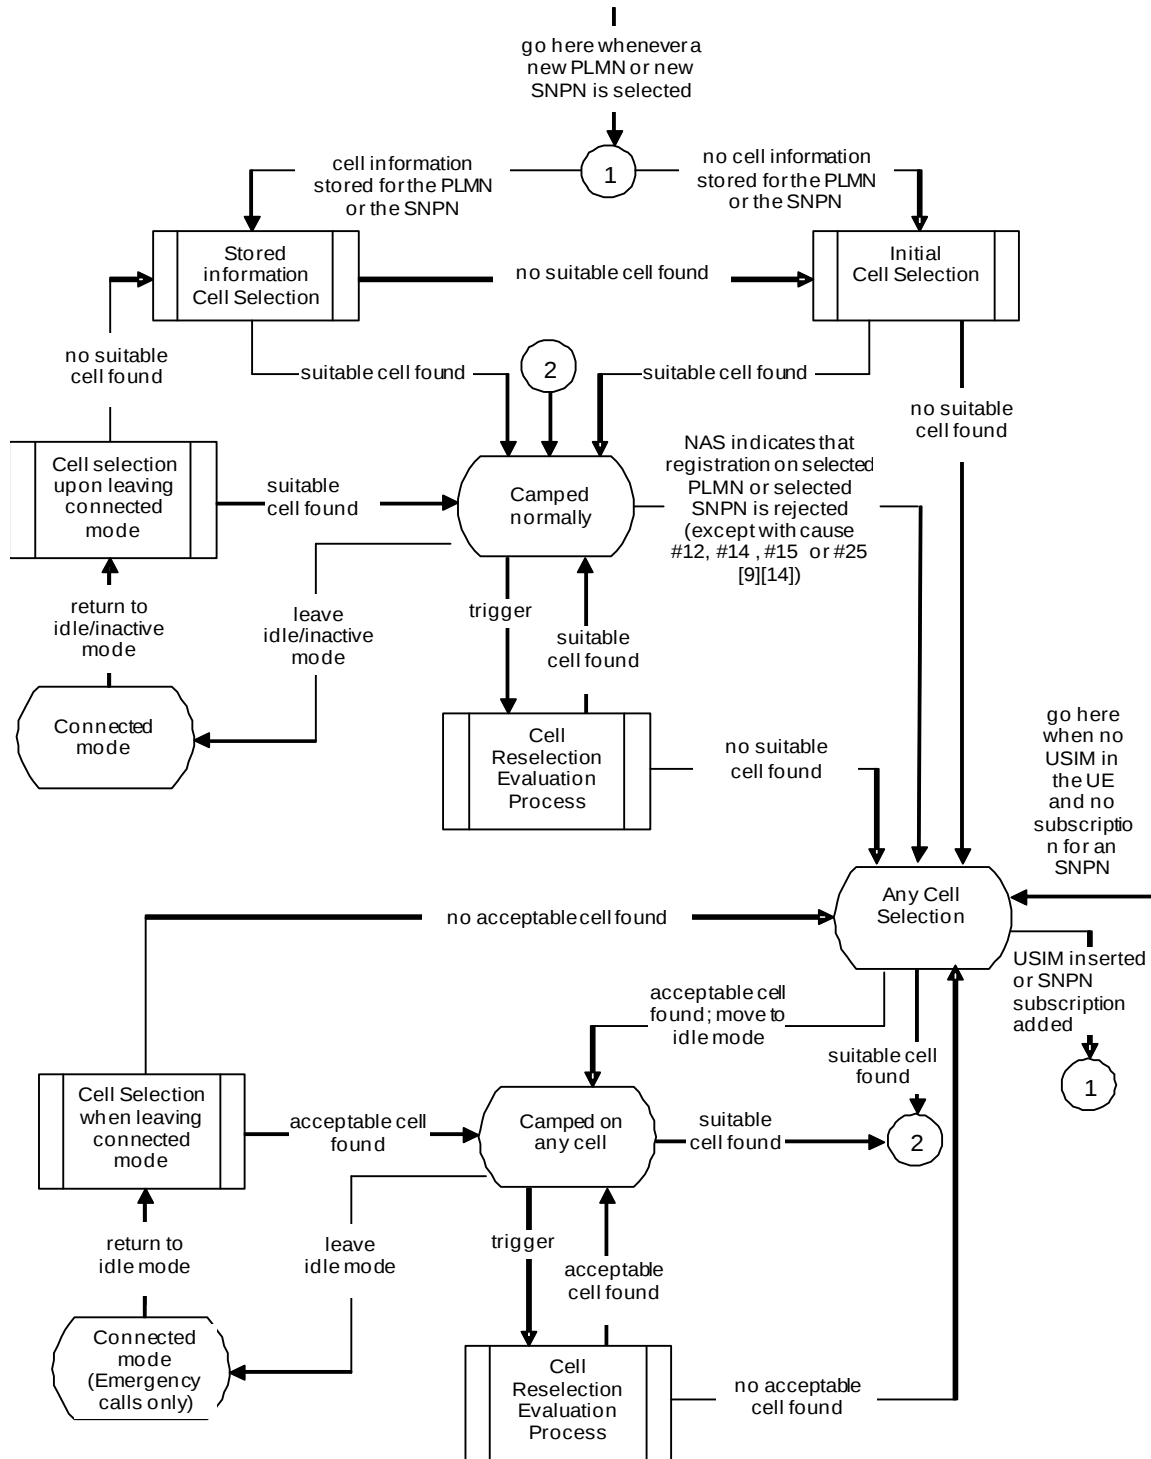 go here whenever a
new PLMN or new
SNPN is selected
1
cell information
stored for the PLMN
or the SNPN
no cell information
stored for the PLMN
or the SNPN
Stored
information
Cell Selection
no suitable cell found
Initial
Cell Selection
no suitable
cell found
suitable cell found
2
suitable cell found
no suitable
cell found
Cell selection
upon leaving
connected
mode
suitable
cell found
Camped
normally
NAS indicates that
registration on selected
PLMN or selected
SNPN is rejected
(except with cause
#12, #14 , #15 or #25
[9][14])
return to
idle/inactive
mode
leave
idle/inactive
mode
trigger
suitable
cell found
Connected
mode
Cell
Reselection
Evaluation
Process
no suitable
cell found
go here
when no
USIM in
the UE
and no
subscriptio
n for an
SNPN
no acceptable cell found
Any Cell
Selection
USIM inserted
or SNPN
subscription
added
1
acceptable cell
found; move to
idle mode
suitable cell
found
Cell Selection
when leaving
connected
mode
acceptable cell
found
Camped on
any cell
suitable
cell found
2
return to
idle mode
leave
idle mode
trigger
acceptable
cell found
Connected
mode
(Emergency
calls only)
Cell
Reselection
Evaluation
Process
no acceptable
cell found